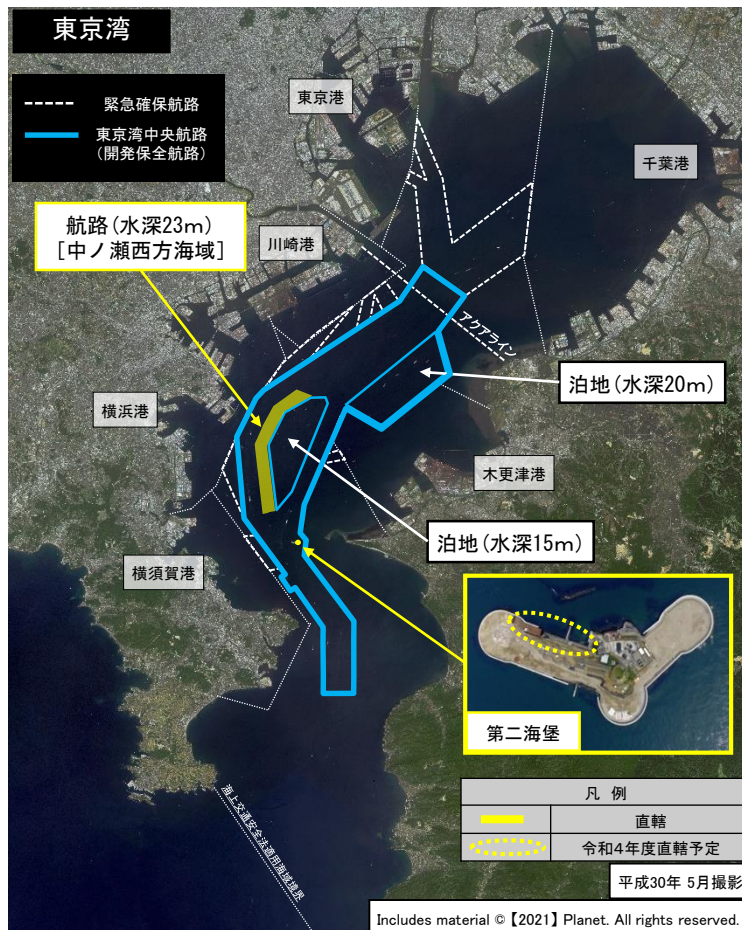 東京湾
緊急確保航路
東京湾中央航路
(開発保全航路)
東京港
千葉港
航路(水深23m)
[中ノ瀬西方海域]
川崎港
アクアライン
泊地(水深20m)
横浜港
木更津港
泊地(水深15m)
横須賀港
第二海堡
海上交通安全法適用海域境界
凡 例
直轄
令和4年度直轄予定
平成30年 5月撮影
Includes material © 【2021】 Planet. All rights reserved.